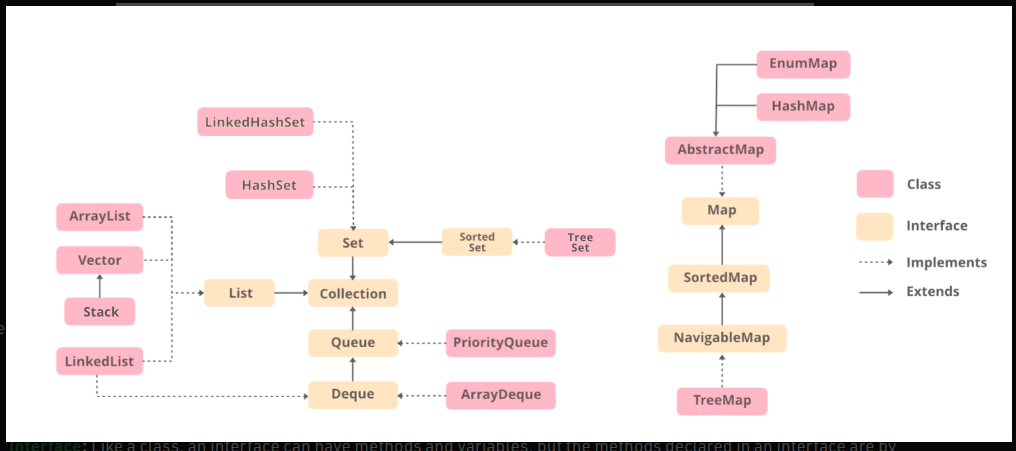 EnumMap
HashMap
LinkedHashSet
AbstractMap
HashSet
Class
ArrayList
Map
Interface
Set
Sorted
Set
Tree
Set
Vector
Implements
SortedMap
List
Collection
Extends
Stack
Queue
PriorityQueue
NavigableMap
LinkedList
Deque
ArrayDeque
TreeMap
e
Interface: Like a class, an interface can have methods and variables, but the methods declared in an interface are by